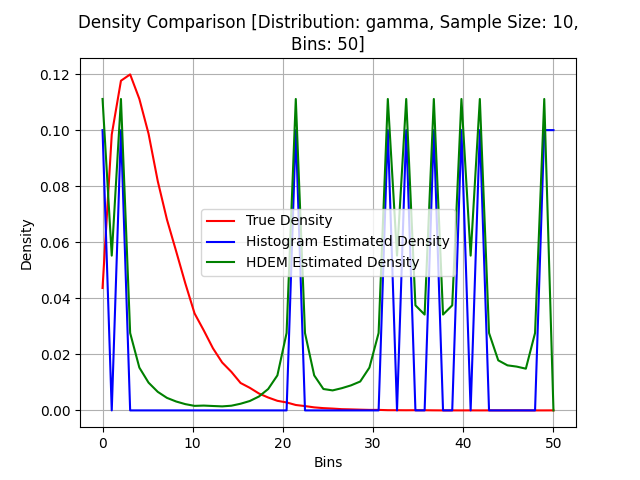 Density Comparison [Distribution: gamma, Sample Size: 10,
Bins: 50]
0.12
0.10
0.08
0.06
0.04
0.02
0.00
Density
True Density
Histogram Estimated Density
HDEM Estimated Density
0
10
20
30
40
50
Bins